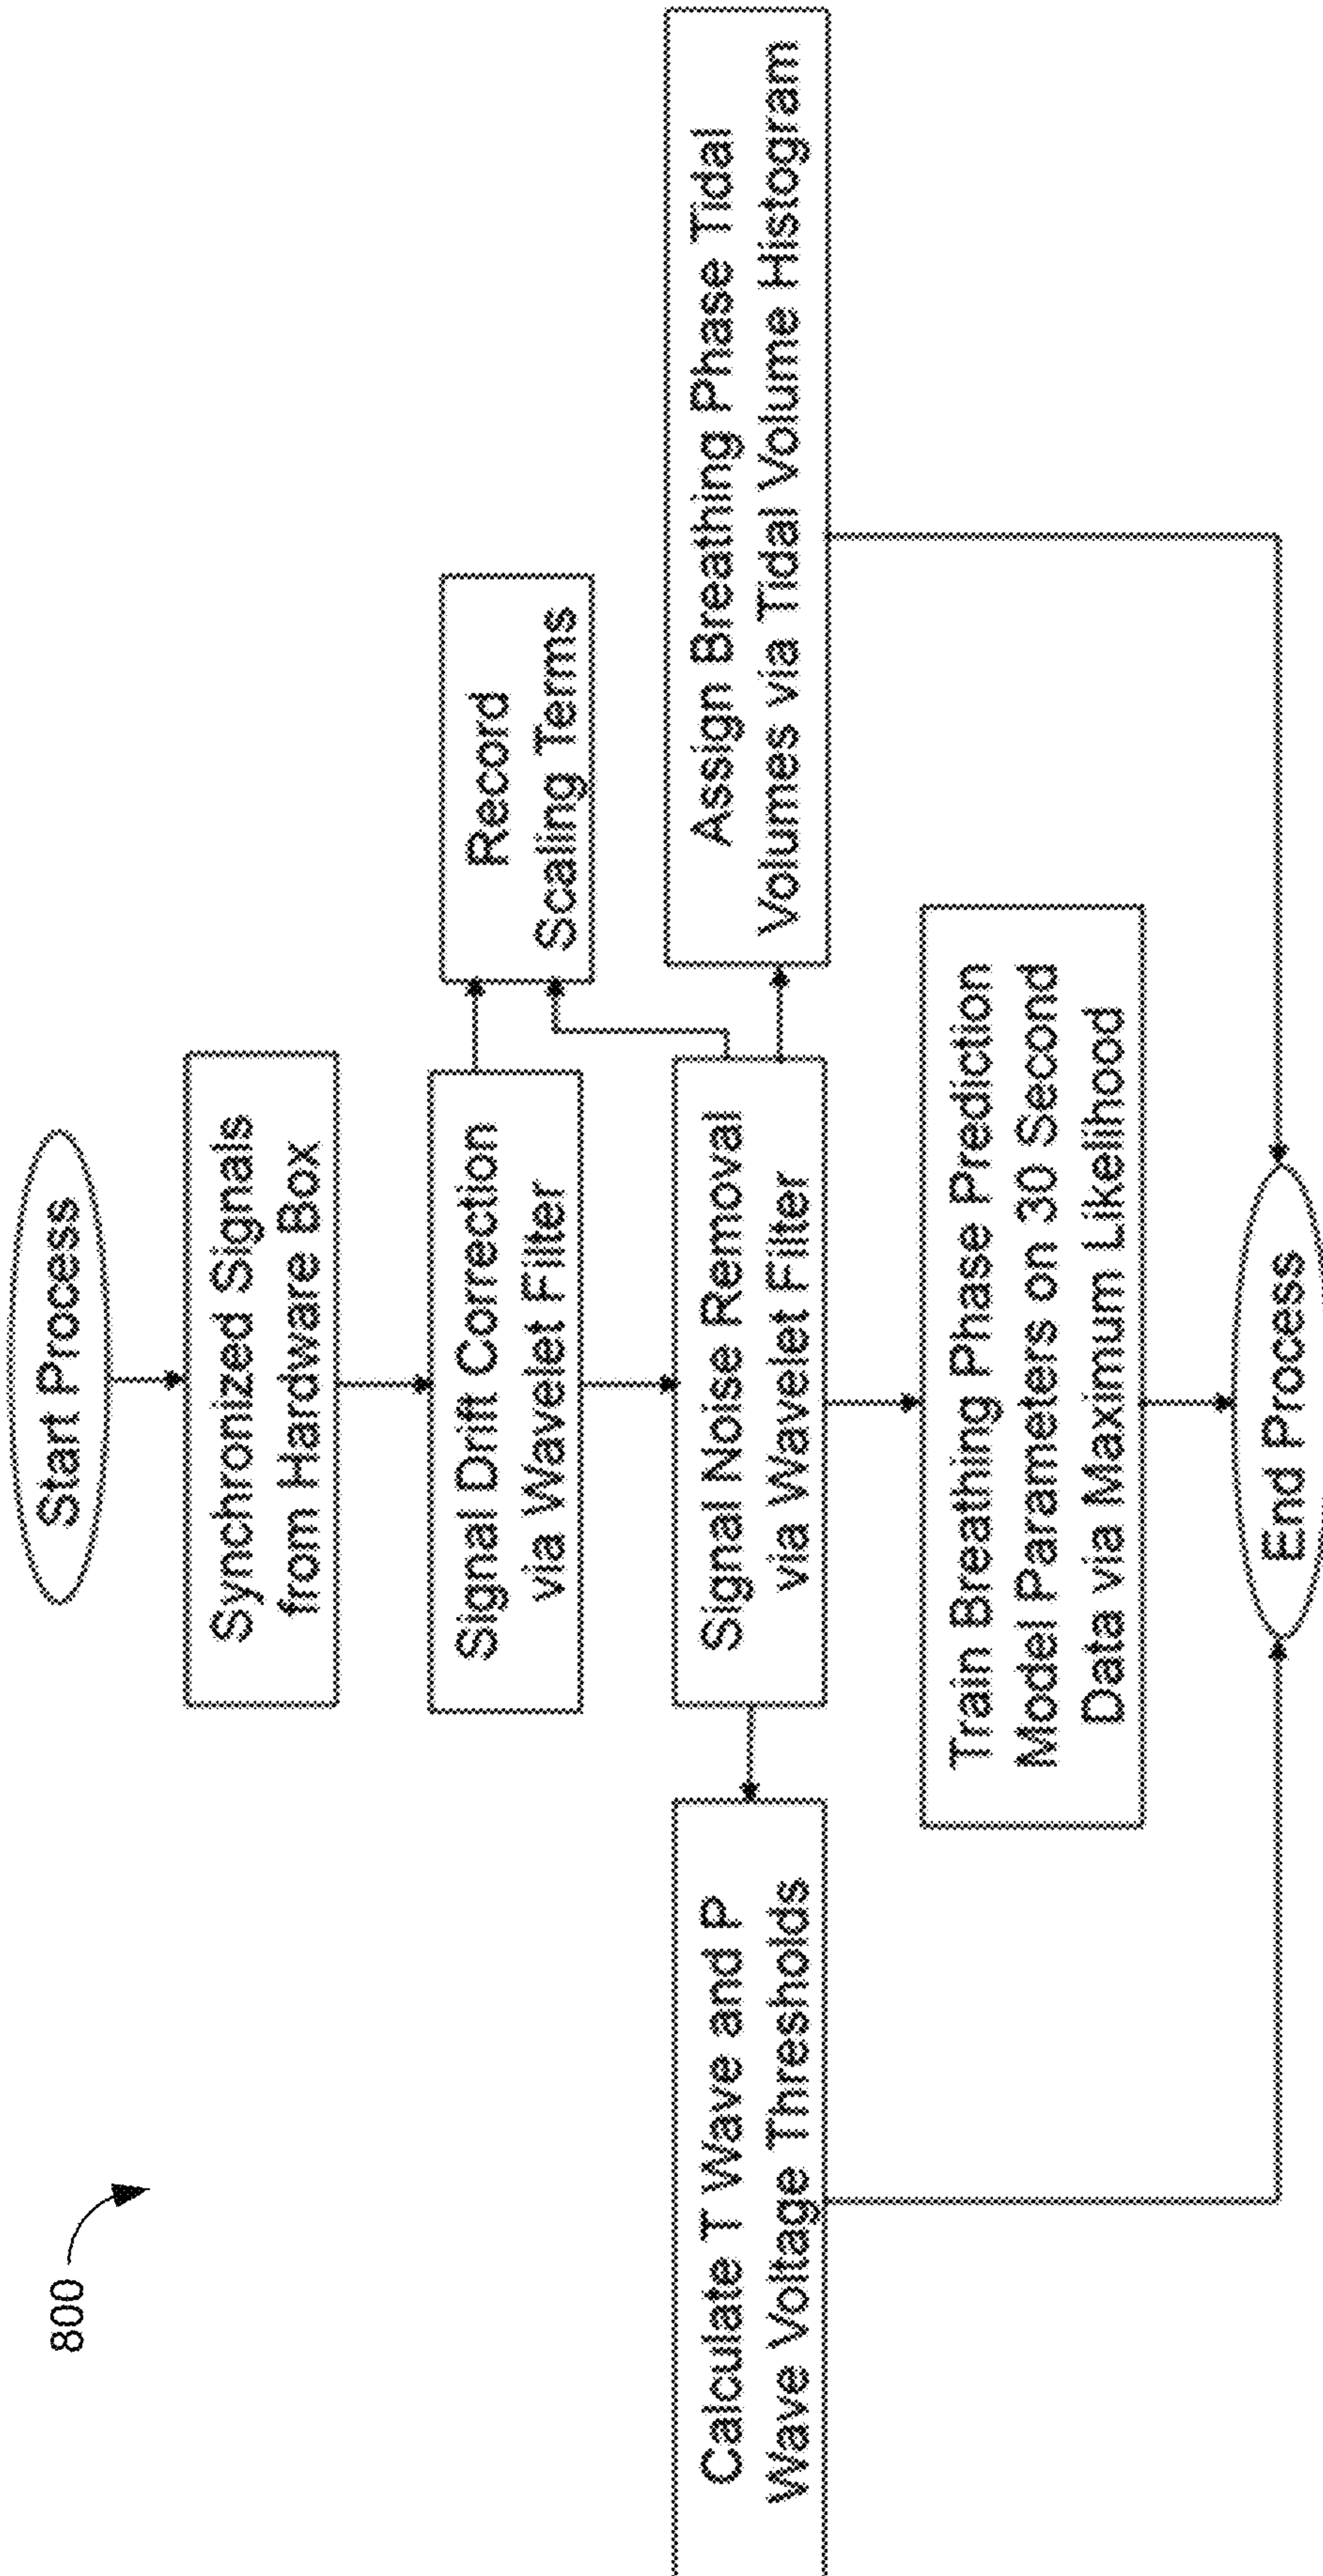 800
Start Process
Synchronized Signals
from Hardware Box
Signal Drift Correction
via Wavelet Filter
Record
Scaling Terms
Calculate T Wave and P
Wave Voltage Thresholds
Signal Noise Removal
via Wavelet Filter
Assign Breathing Phase Tidal
Volumes via Tidal Volume Histogram
Train Breathing Phase Prediction
Model Parameters on 30 Second
Data via Maximum Likelihood
End Process